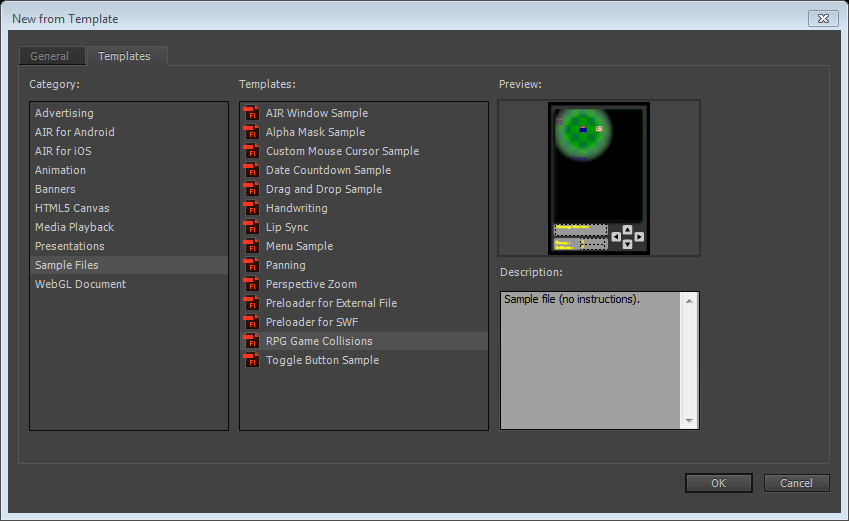 New from Template
General
Templates
Category:
Templates:
Preview:
Advertising
AIR for Android
AIR for iOS
Animation
Banners
HTML5 Canvas
Media Playback
Presentations
Sample Files
WebGL Document
AIR Window Sample
Alpha Mask Sample
Custom Mouse Cursor Sample
Date Countdown Sample
Drag and Drop Sample
Handwriting
Lip Sync
Menu Sample
Panning
Perspective Zoom
Preloader for External File
Preloader for SWF
RPG Game Collisions
Toggle Button Sample
Description:
Sample file (no instructions).
OK
Cancel